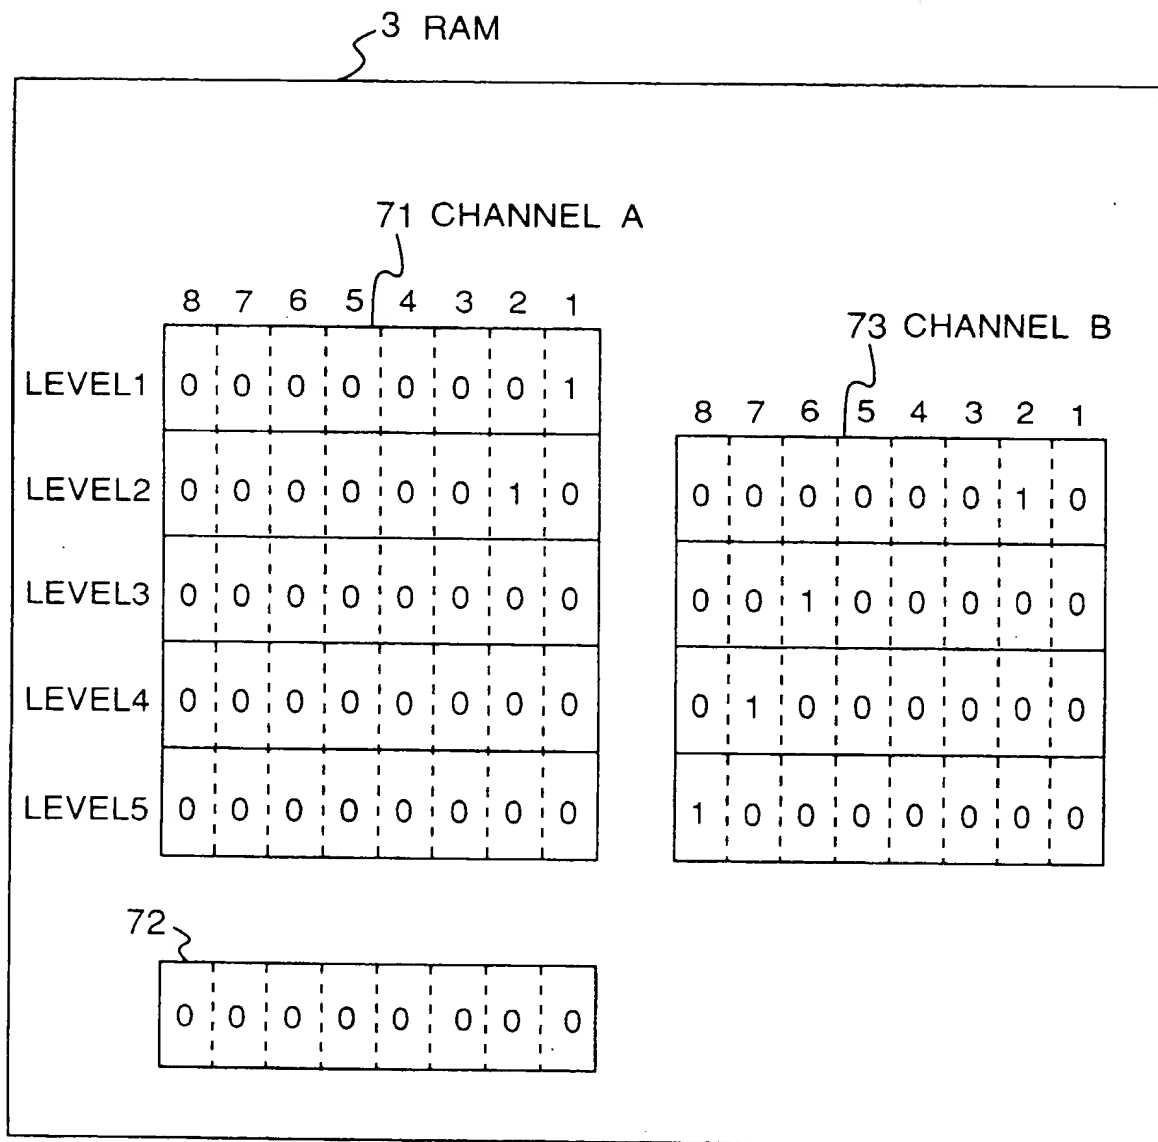 3 RAM
71 CHANNEL A
8 7 6 5 4 3 2 1
73 CHANNEL B
LEVEL1 0 0 0 0 0 0 0 1
8 7 6 5 4 3 2 1
LEVEL2 0 0 0 0 0 0 1 0 0 0 0 0 0 0 1 0
LEVEL3 0 0 0 0 0 0 0 0 0 0 1 0 0 0 0 0
LEVEL4 0 0 0 0 0 0 0 0 0 1 0 0 0 0 0 0
LEVEL5 0 0 0 0 0 0 0 0 1 0 0 0 0 0 0 0
72
0 0 0 0 0 0 0 0